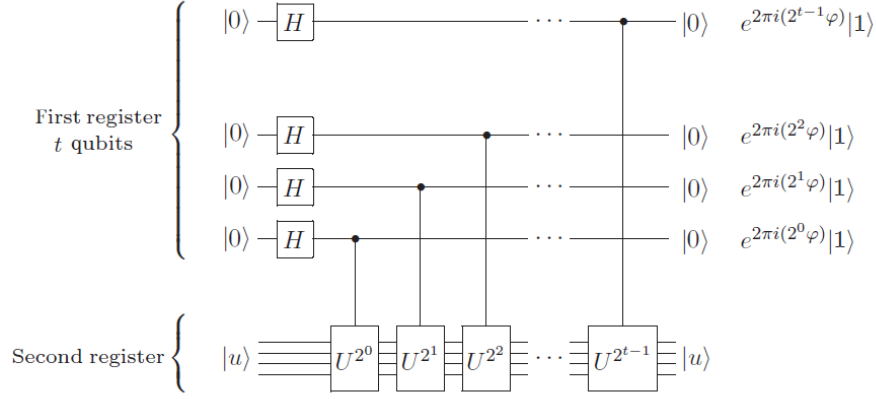 |0⟩ H ··· |0⟩ e^{2πi(2^{t−1}φ)}|1⟩
First register
t qubits
|0⟩ H ··· |0⟩ e^{2πi(2^2φ)}|1⟩
|0⟩ H ··· |0⟩ e^{2πi(2^1φ)}|1⟩
|0⟩ H ··· |0⟩ e^{2πi(2^0φ)}|1⟩
Second register |u⟩ U^{2^0} U^{2^1} U^{2^2} ··· U^{2^{t−1}} |u⟩